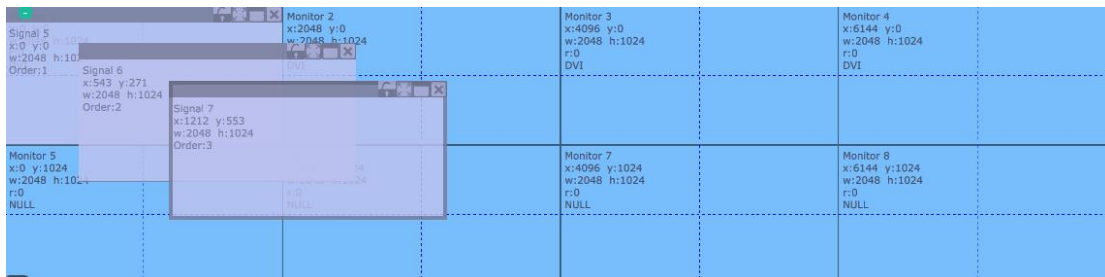 Signal 5
x:0 y:0
w:2048 h:10
Order:1
Signal 6
x:543 y:271
w:2048 h:1024
Order:2
Signal 7
x:1212 y:553
w:2048 h:1024
Order:3
Monitor 2
x:2048 y:0
w:2048 h:1024
DVI
Monitor 3
x:4096 y:0
w:2048 h:1024
r:0
DVI
Monitor 4
x:6144 y:0
w:2048 h:1024
r:0
DVI
Monitor 5
x:0 y:1024
w:2048 h:1024
r:0
NULL
NULL
Monitor 7
x:4096 y:1024
w:2048 h:1024
r:0
NULL
Monitor 8
x:6144 y:1024
w:2048 h:1024
r:0
NULL